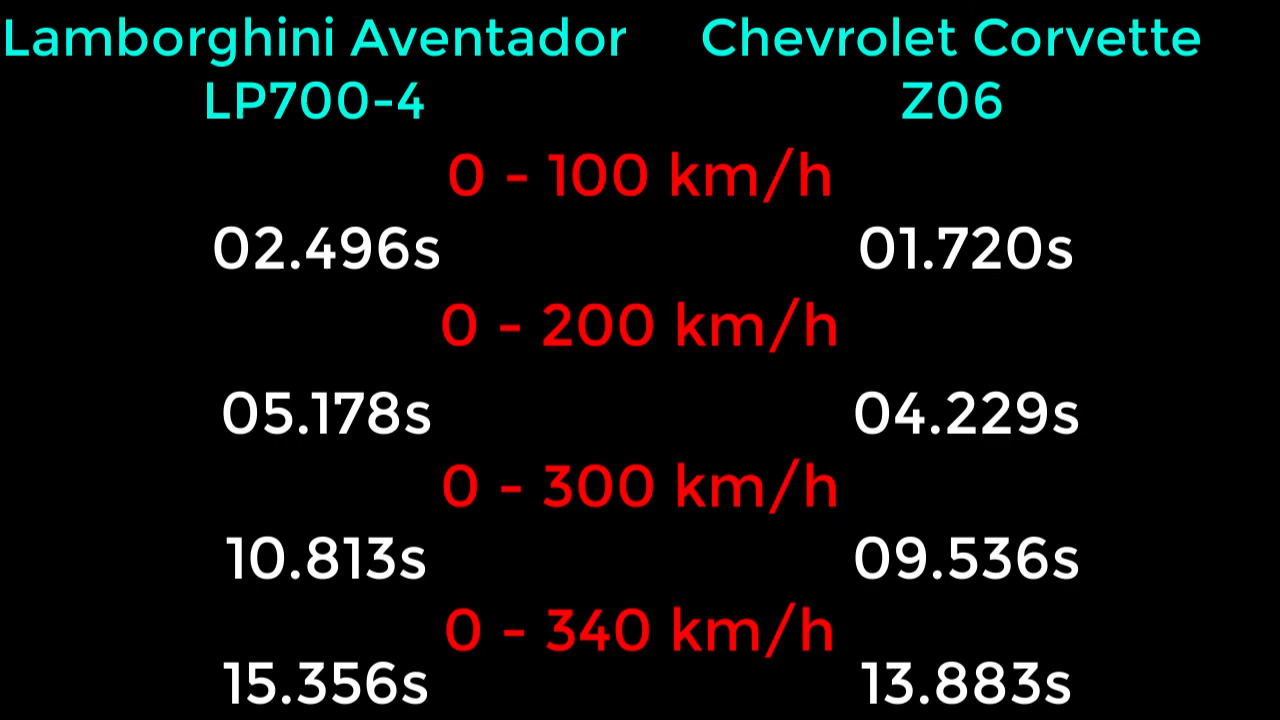 Lamborghini Aventador
LP700-4
Chevrolet Corvette
Z06
0 - 100 km/h
02.496s
01.720s
0 - 200 km/h
05.178s
04.229s
0 - 300 km/h
10.813s
09.536s
0 - 340 km/h
15.356s
13.883s